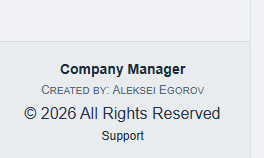 Company Manager
Created by: Aleksei Egorov
© 2026 All Rights Reserved
Support